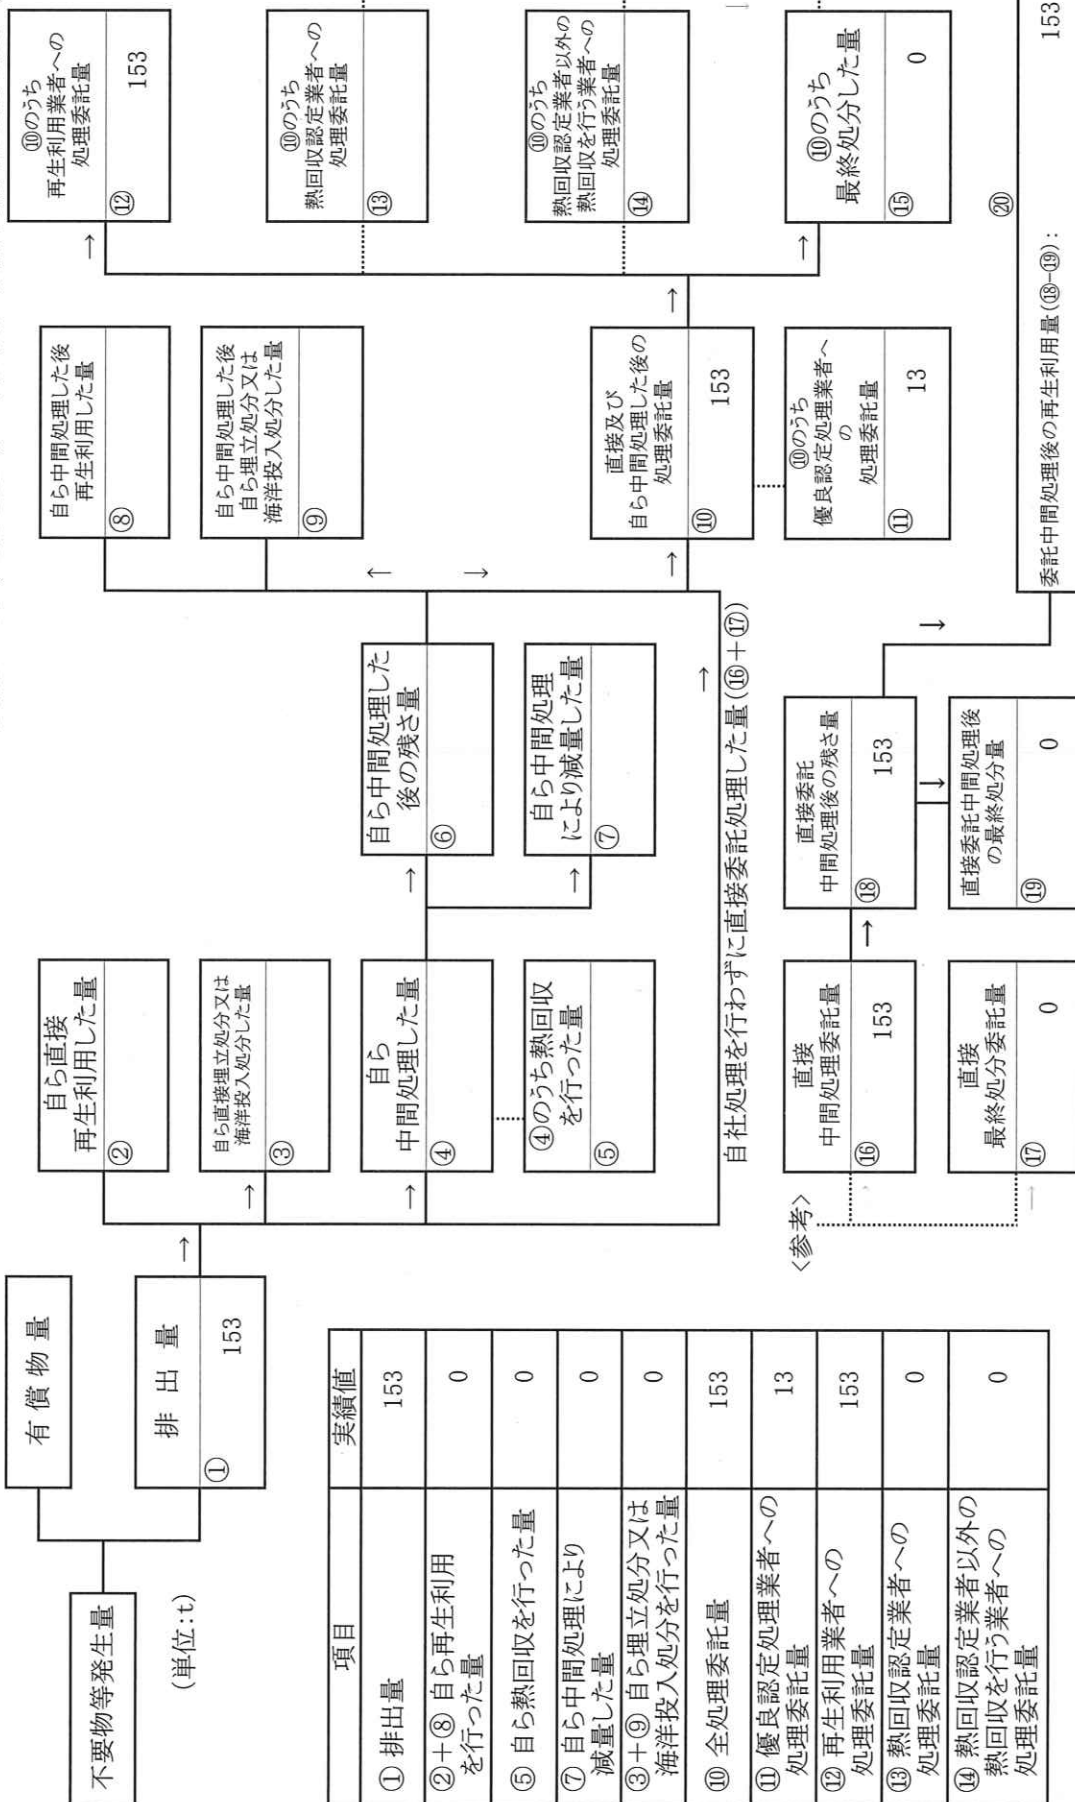 不要物等発生量
(単位:t)
有償物量
排出量
①
153
自ら直接
再生利用した量
②
自ら直接埋立処分又は
海洋投入処分した量
③
自ら
中間処理した量
④
④のうち熱回収
を行った量
⑤
自ら中間処理した
後の残さ量
⑥
自ら中間処理
により減量した量
⑦
自ら中間処理した後
再生利用した量
⑧
自ら中間処理した後
自ら埋立処分又は
海洋投入処分した量
⑨
直接及び
自ら中間処理した後の
処理委託量
⑩
153
⑩のうち
優良認定処理業者へ
の
処理委託量
⑪
13
⑩のうち
再生利用業者への
処理委託量
⑫
153
⑩のうち
熱回収認定業者への
処理委託量
⑬
⑩のうち
熱回収認定業者以外の
熱回収を行う業者への
処理委託量
⑭
⑩のうち
最終処分した量
⑮
0
自社処理を行わずに直接委託処理した量(⑯+⑰)
〈参考〉
直接
中間処理委託量
⑯
153
直接
最終処分委託量
⑰
0
直接委託
中間処理後の残さ量
⑱
153
直接委託中間処理後
の最終処分量
⑲
0
⑳
委託中間処理後の再生利用量(⑱-⑲):
153
項目
実績値
① 排出量
153
②+⑧ 自ら再生利用
を行った量
0
⑤ 自ら熱回収を行った量
0
⑦ 自ら中間処理により
減量した量
0
③+⑨ 自ら埋立処分又は
海洋投入処分を行った量
0
⑩ 全処理委託量
153
⑪ 優良認定処理業者への
処理委託量
13
⑫ 再生利用業者への
処理委託量
153
⑬ 熱回収認定業者への
処理委託量
0
⑭ 熱回収認定業者以外の
熱回収を行う業者への
処理委託量
0